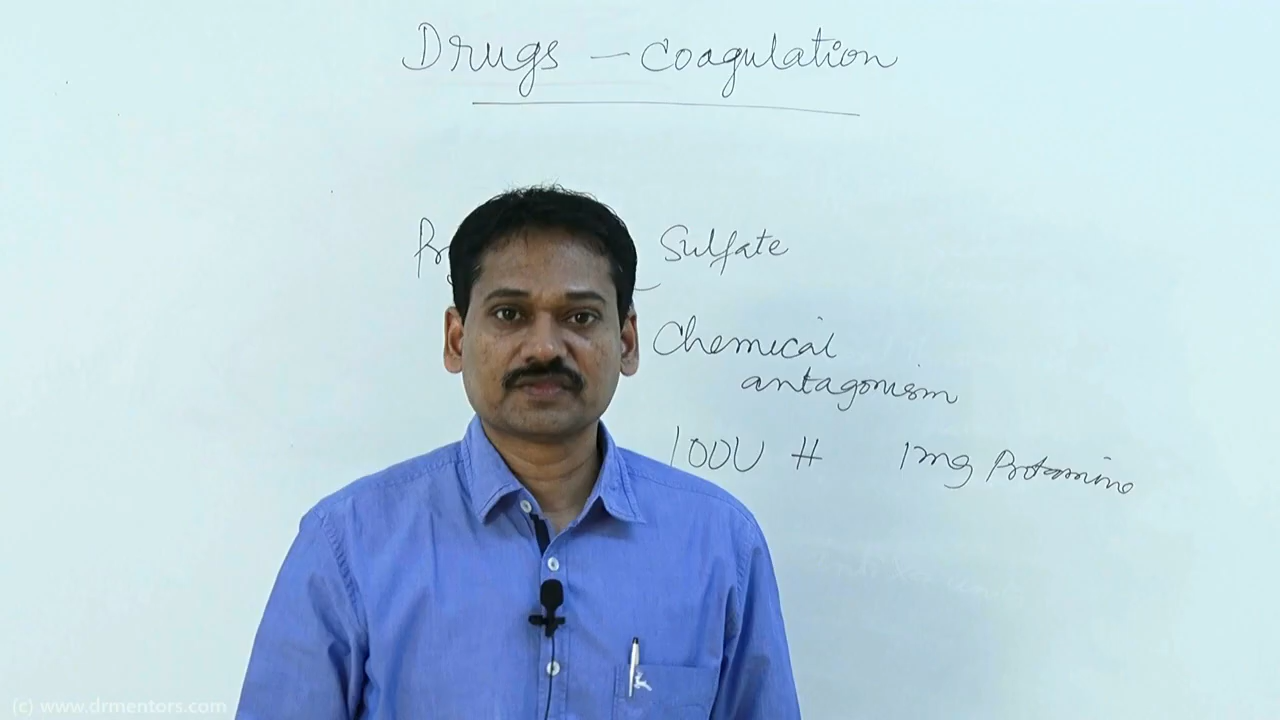 Drugs – Coagulation
Sulfate
Chemical
antagonism
100U # 1mg Protamine
(c) www.drmentors.com